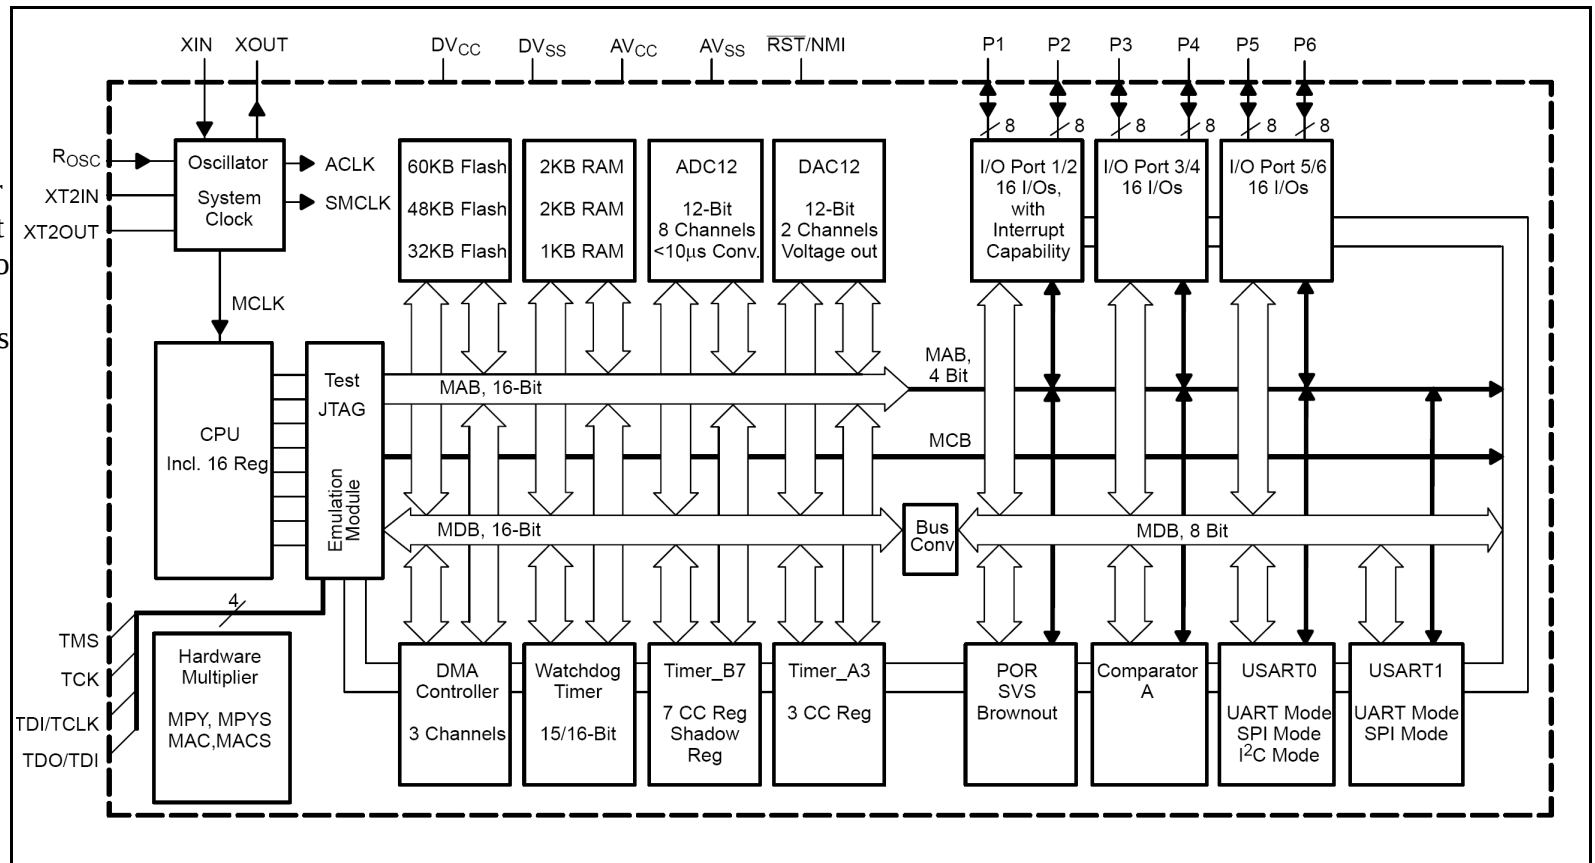 XIN
XOUT
DVCC
DVSS
AVCC
AVSS
RST/NMI
P1
P2
P3
P4
P5
P6
8
8
8
8
8
8
ROSC
XT2IN
XT2OUT
Oscillator
System
Clock
ACLK
SMCLK
MCLK
60KB Flash
48KB Flash
32KB Flash
2KB RAM
2KB RAM
1KB RAM
ADC12
12-Bit
8 Channels
<10μs Conv.
DAC12
12-Bit
2 Channels
Voltage out
I/O Port 1/2
16 I/Os,
with
Interrupt
Capability
I/O Port 3/4
16 I/Os
I/O Port 5/6
16 I/Os
r
t
o
s
CPU
Incl. 16 Reg
Test
JTAG
Emulation
Module
MAB, 16-Bit
MAB,
4 Bit
MCB
MDB, 16-Bit
Bus
Conv
MDB, 8 Bit
4
TMS
TCK
TDI/TCLK
TDO/TDI
Hardware
Multiplier
MPY, MPYS
MAC,MACS
DMA
Controller
3 Channels
Watchdog
Timer
15/16-Bit
Timer_B7
7 CC Reg
Shadow
Reg
Timer_A3
3 CC Reg
POR
SVS
Brownout
Comparator
A
USART0
UART Mode
SPI Mode
I²C Mode
USART1
UART Mode
SPI Mode